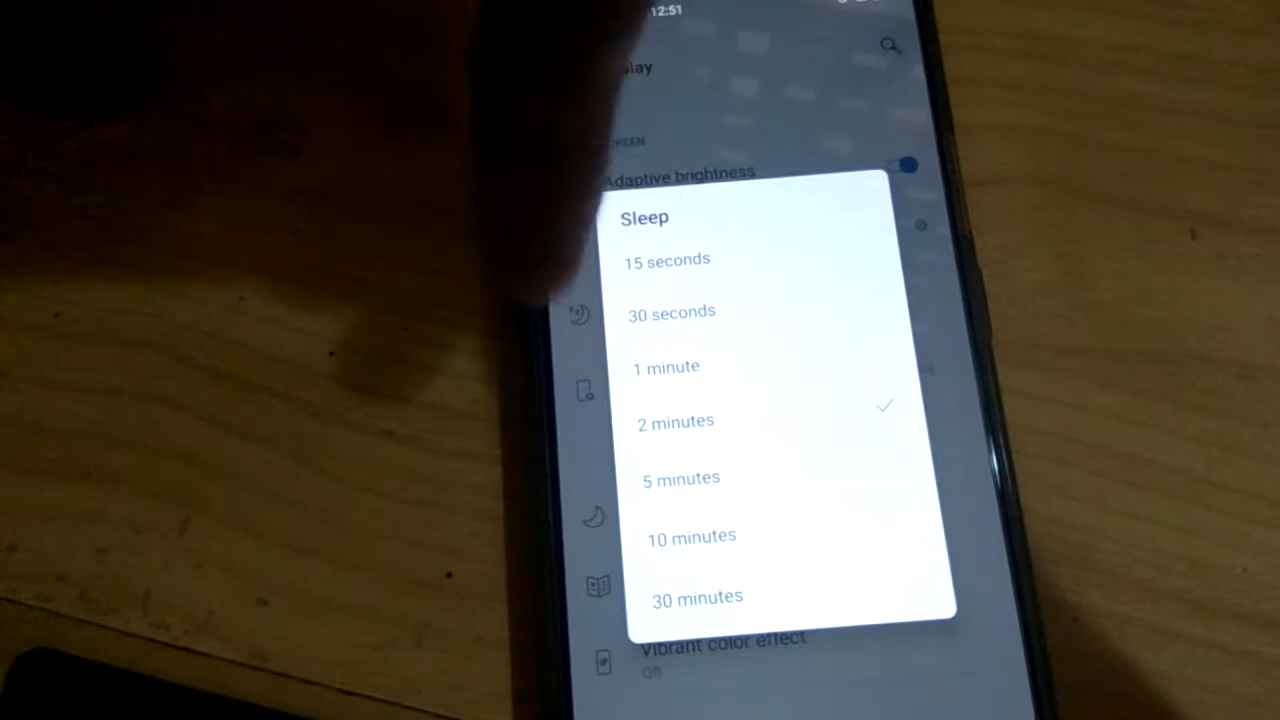 12:51
Adaptive brightness
Sleep
15 seconds
30 seconds
1 minute
2 minutes
5 minutes
10 minutes
30 minutes
Vibrant color effect
Off